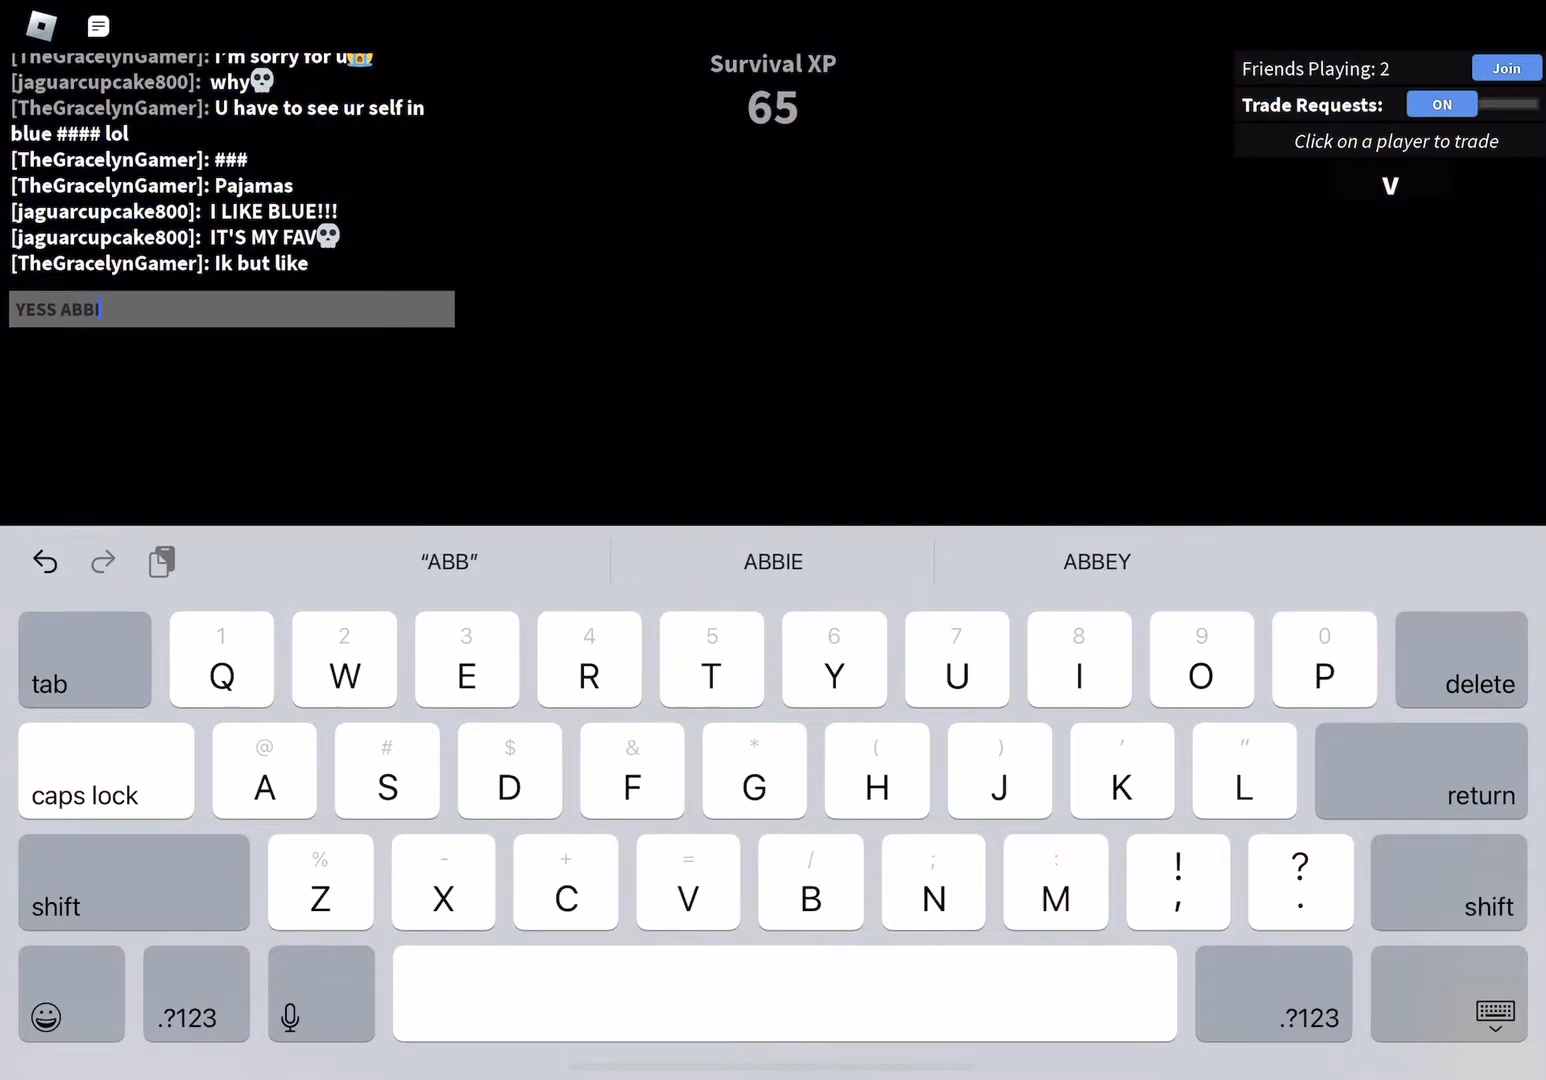 [TheGracelynGamer]: I'm sorry for u😭
[jaguarcupcake800]: why💀
[TheGracelynGamer]: U have to see ur self in
blue #### lol
[TheGracelynGamer]: ###
[TheGracelynGamer]: Pajamas
[jaguarcupcake800]: I LIKE BLUE!!!
[jaguarcupcake800]: IT'S MY FAV💀
[TheGracelynGamer]: Ik but like
YESS ABBI
Survival XP
65
Friends Playing: 2 Join
Trade Requests: ON
Click on a player to trade
V
“ABB” ABBIE ABBEY
1 2 3 4 5 6 7 8 9 0
tab Q W E R T Y U I O P delete
@ # $ & * ( ) ' "
caps lock A S D F G H J K L return
% - + = / ; : ! ?
shift Z X C V B N M , . shift
.?123 .?123